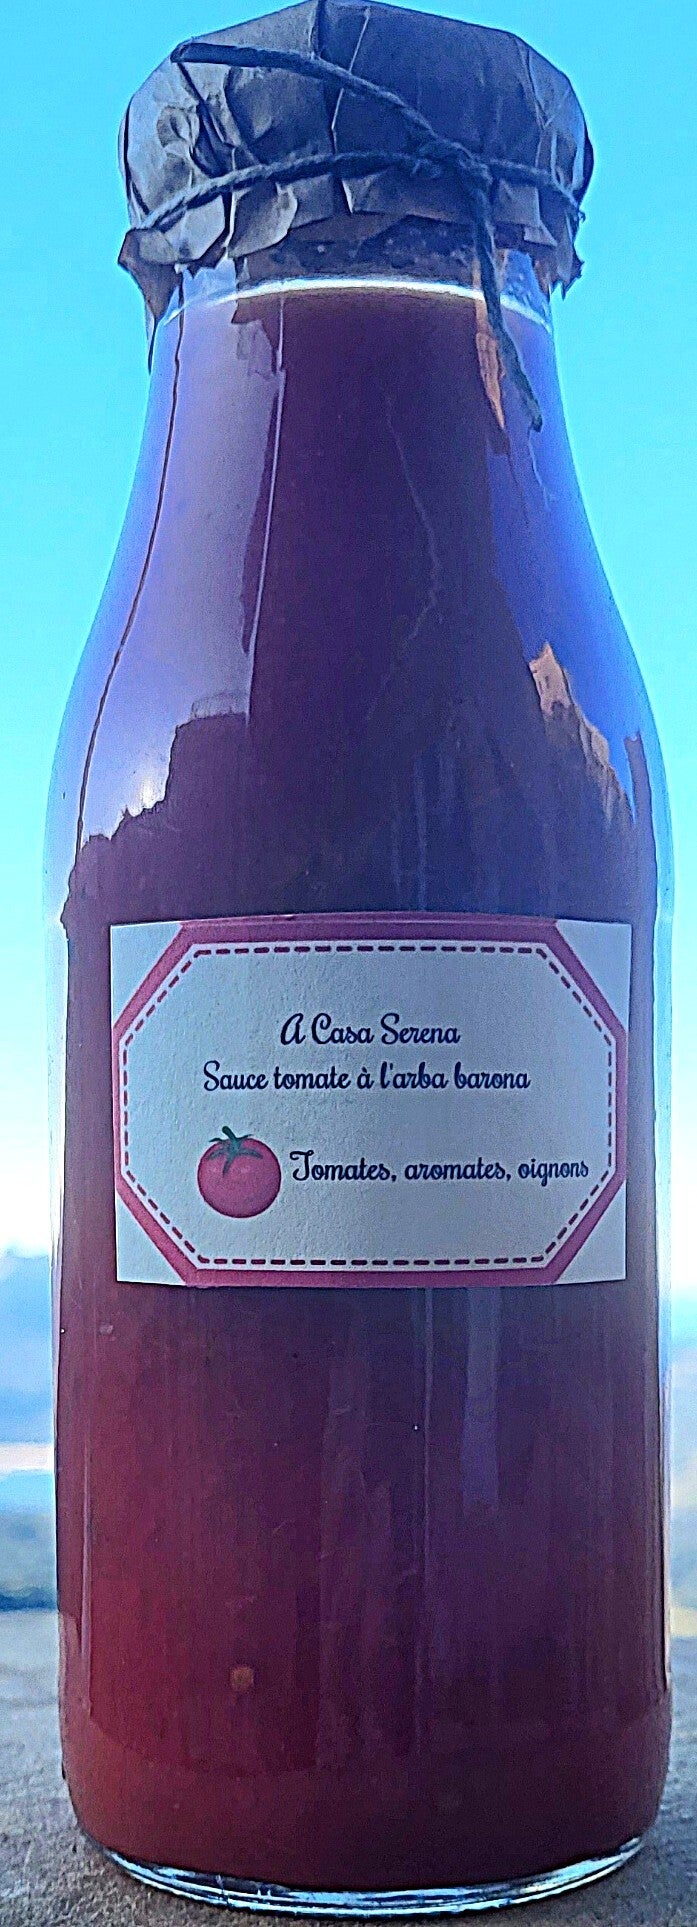 A Casa Serena
Sauce tomate à l'arba barona
Tomates, aromates, oignons